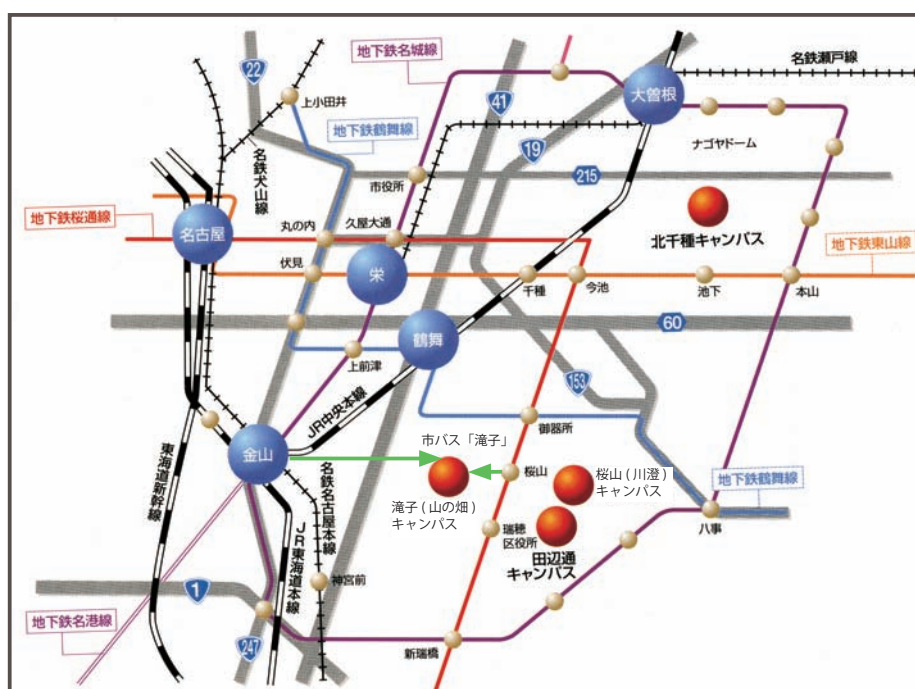 地下鉄名城線
名鉄瀬戸線
22
上小田井
41
大曽根
地下鉄鶴舞線
19
ナゴヤドーム
名鉄犬山線
市役所
215
北千種キャンパス
地下鉄桜通線
名古屋
丸の内
久屋大通
地下鉄東山線
伏見
栄
千種
今池
池下
本山
60
鶴舞
上前津
153
JR中央本線
御器所
市バス「滝子」
金山
桜山
桜山(川澄)
キャンパス
滝子(山の畑)
キャンパス
地下鉄鶴舞線
東海道新幹線
名鉄名古屋本線
JR東海道本線
瑞穂
区役所
田辺通
キャンパス
八事
神宮前
1
地下鉄名港線
247
新瑞橋